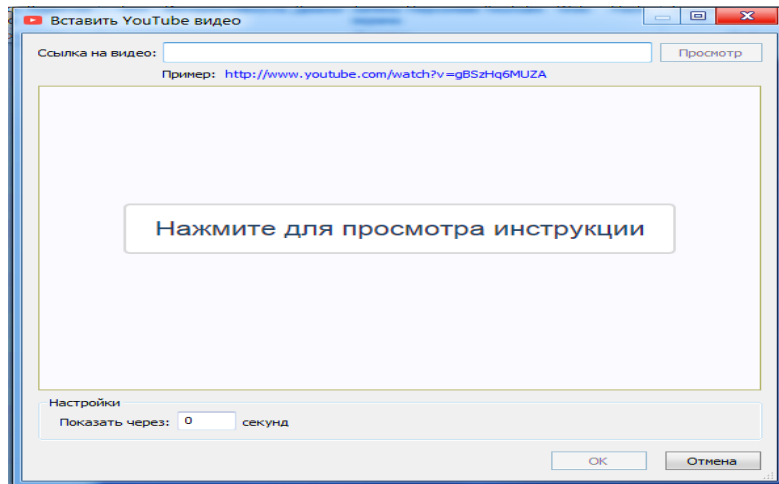 Вставить YouTube видео
Ссылка на видео:
Просмотр
Пример: http://www.youtube.com/watch?v=gBSzHq6MUZA
Нажмите для просмотра инструкции
Настройки
Показать через: 0 секунд
OK
Отмена